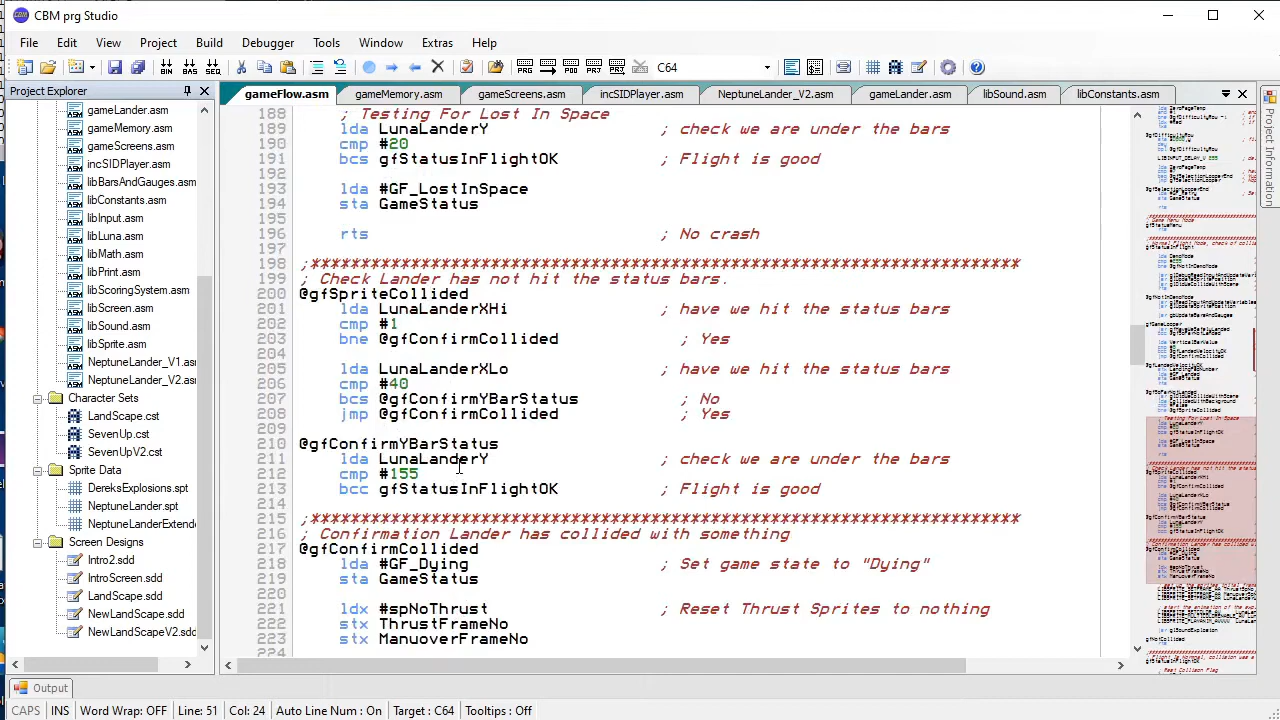 CBM prg Studio
File Edit View Project Build Debugger Tools Window Extras Help
C64
Project Explorer
gameFlow.asm gameMemory.asm gameScreens.asm incSIDPlayer.asm NeptuneLander_V2.asm gameLander.asm libSound.asm libConstants.asm
gameLander.asm
gameMemory.asm
gameScreens.asm
incSIDPlayer.asm
libBarsAndGauges.asm
libConstants.asm
libInput.asm
libLuna.asm
libMath.asm
libPrint.asm
libScoringSystem.asm
libScreen.asm
libSound.asm
libSprite.asm
NeptuneLander_V1.asm
NeptuneLander_V2.asm
Character Sets
LandScape.cst
SevenUp.cst
SevenUpV2.cst
Sprite Data
DereksExplosions.spt
NeptuneLander.spt
NeptuneLanderExtend
Screen Designs
Intro2.sdd
IntroScreen.sdd
LandScape.sdd
NewLandScape.sdd
NewLandScapeV2.sdd
188 ; Testing For Lost In Space
189 lda LunaLanderY ; check we are under the bars
190 cmp #20
191 bcs gfStatusInFlightOK ; Flight is good
192
193 lda #GF_LostInSpace
194 sta GameStatus
195
196 rts ; No crash
197
198 ;**********************************************************************
199 ; Check Lander has not hit the status bars.
200 @gfSpriteCollided
201 lda LunaLanderXHi ; have we hit the status bars
202 cmp #1
203 bne @gfConfirmCollided ; Yes
204
205 lda LunaLanderXLo ; have we hit the status bars
206 cmp #40
207 bcs @gfConfirmYBarStatus ; No
208 jmp @gfConfirmCollided ; Yes
209
210 @gfConfirmYBarStatus
211 lda LunaLanderY ; check we are under the bars
212 cmp #155
213 bcc gfStatusInFlightOK ; Flight is good
214
215 ;**********************************************************************
216 ; Confirmation Lander has collided with something
217 @gfConfirmCollided
218 lda #GF_Dying ; Set game state to "Dying"
219 sta GameStatus
220
221 ldx #spNoThrust ; Reset Thrust Sprites to nothing
222 stx ThrustFrameNo
223 stx ManuoverFrameNo
224
Project Information
Output
CAPS INS Word Wrap: OFF Line: 51 Col: 24 Auto Line Num : On Target : C64 Tooltips : Off